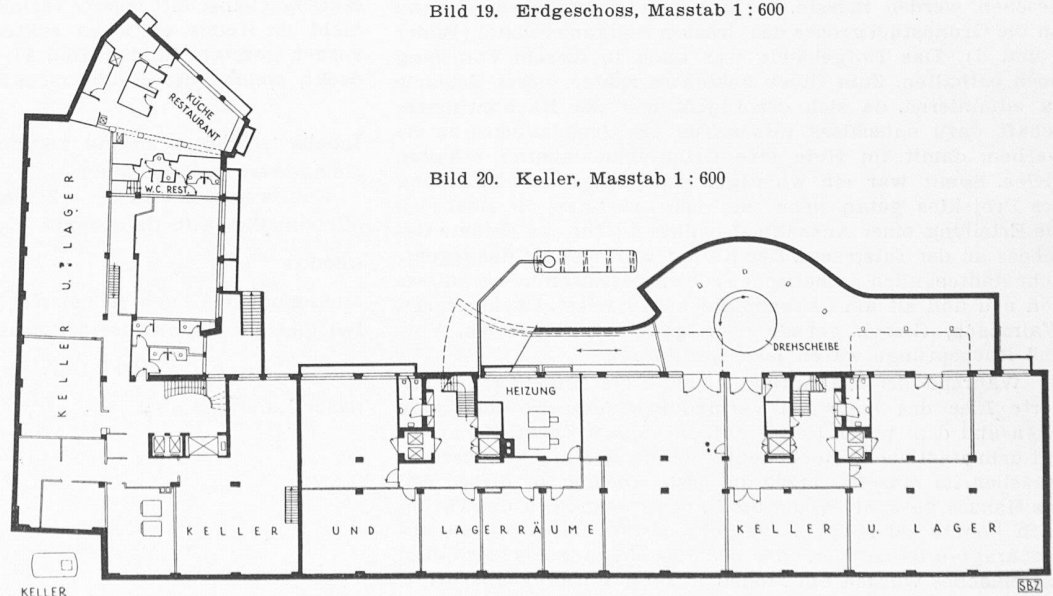 Bild 19. Erdgeschoss, Masstab 1 : 600
KÜCHE
RESTAURANT
Bild 20. Keller, Masstab 1 : 600
W.C. REST.
KELLER U. LAGER
DREHSCHEIBE
HEIZUNG
KELLER UND LAGERRÄUME KELLER U. LAGER
KELLER
SBZ